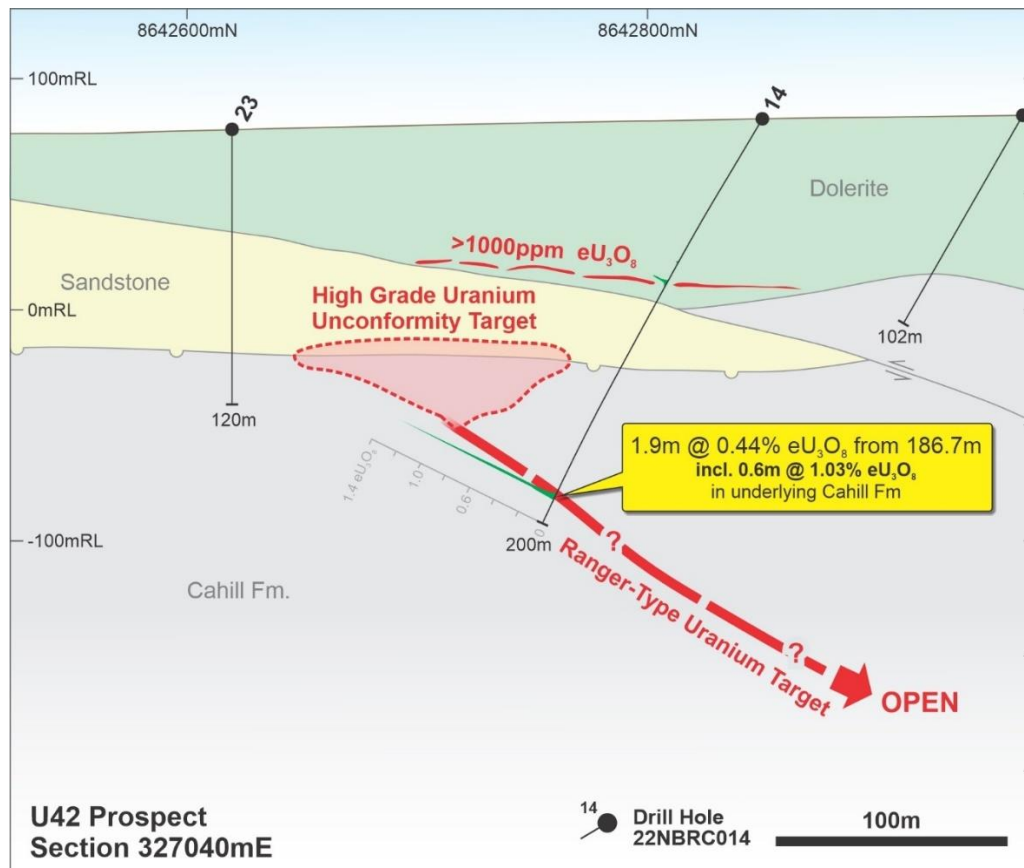 8642600mN
8642800mN
100mRL
23
14
Dolerite
>1000ppm eU₃O₈
Sandstone
High Grade Uranium
Unconformity Target
0mRL
102m
120m
1.9m @ 0.44% eU₃O₈ from 186.7m
incl. 0.6m @ 1.03% eU₃O₈
in underlying Cahill Fm
1.4 eU₃O₈
1.0
0.6
0
200m
-100mRL
?
Ranger-Type Uranium Target
?
Cahill Fm.
OPEN
U42 Prospect
Section 327040mE
14
Drill Hole
22NBRC014
100m